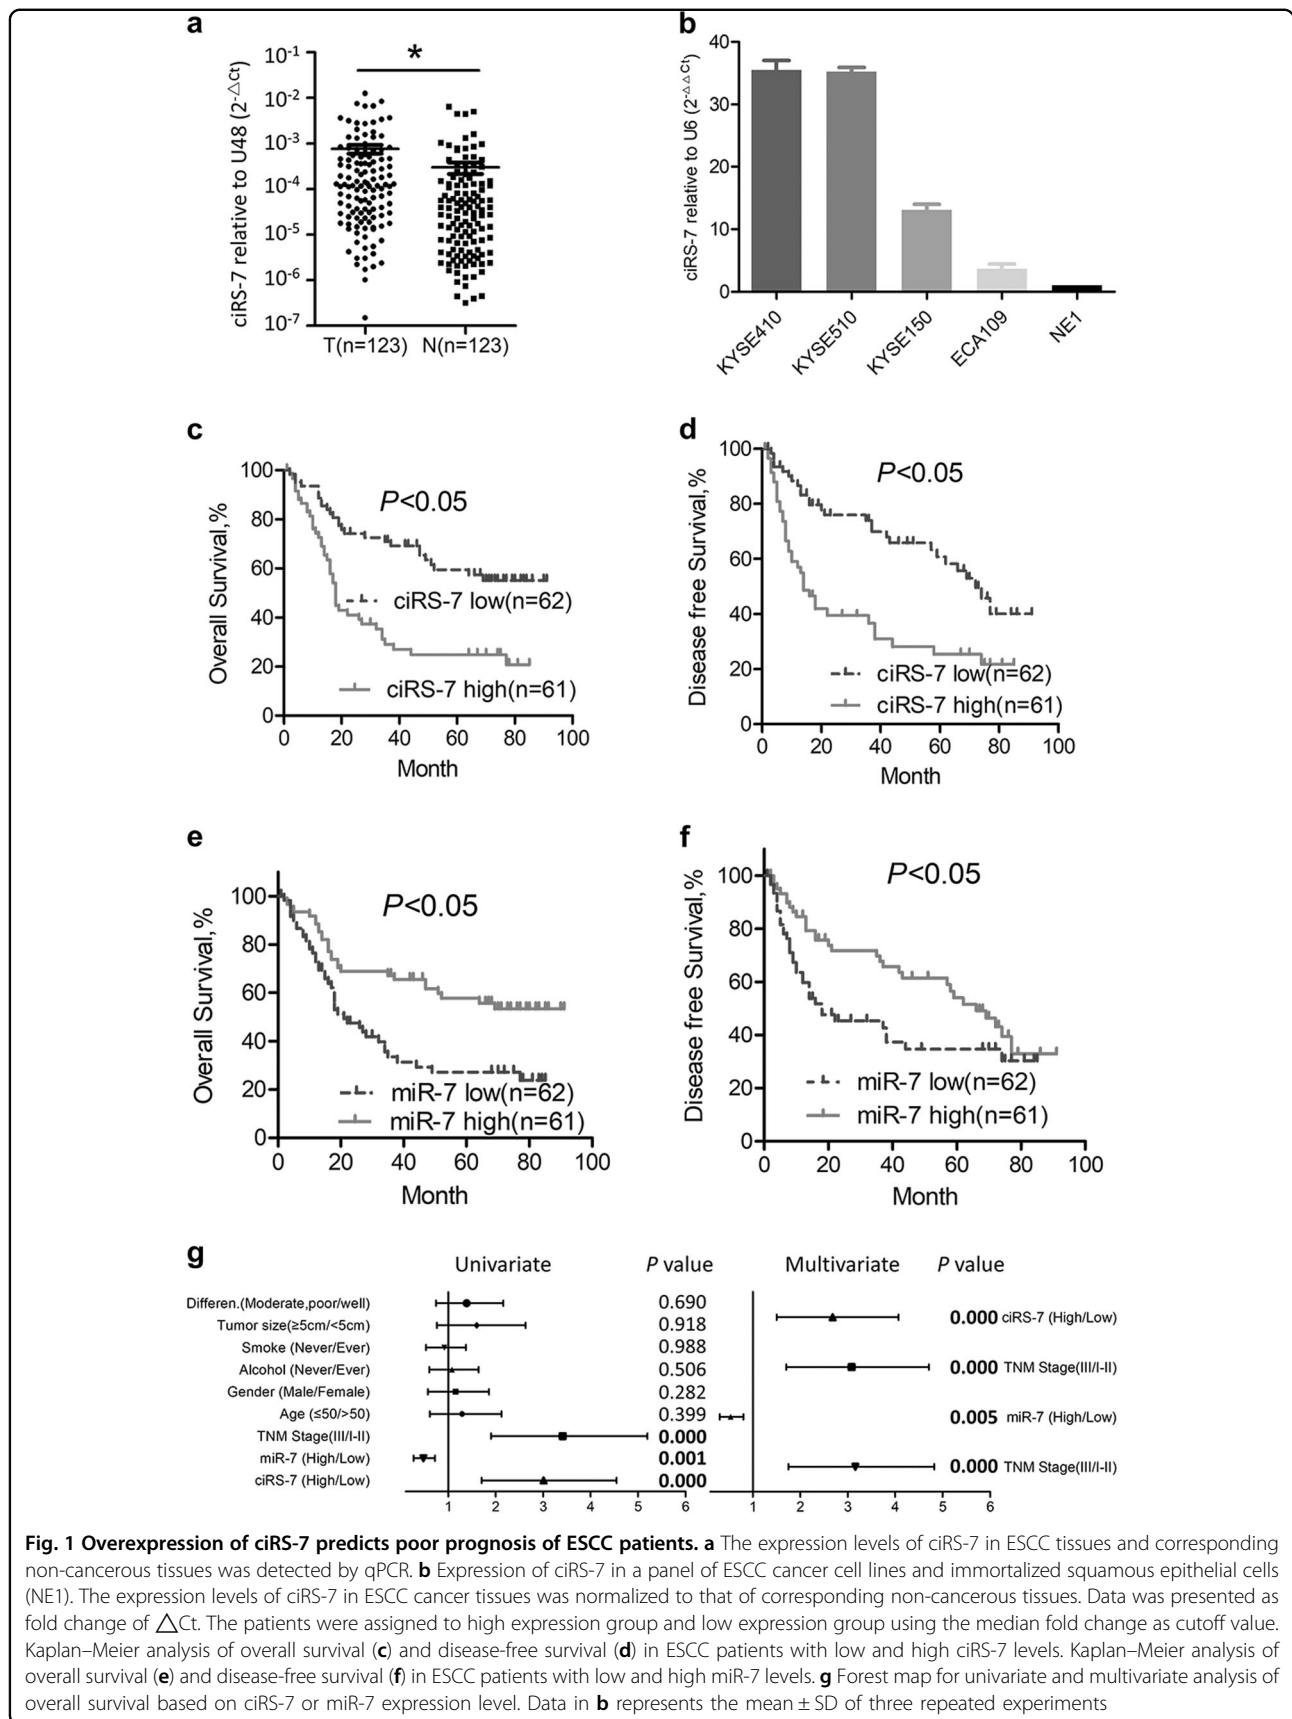 a
ciRS-7 relative to U48 (2-△Ct)
10-1
10-2
10-3
10-4
10-5
10-6
10-7
*
T(n=123) N(n=123)
b
ciRS-7 relative to U6 (2-△△Ct)
40
30
20
10
0
KYSE410
KYSE510
KYSE150
ECA109
NE1
c
Overall Survival,%
100
80
60
40
20
0
P<0.05
ciRS-7 low(n=62)
ciRS-7 high(n=61)
0 20 40 60 80 100
Month
d
Disease free Survival,%
100
80
60
40
20
0
P<0.05
ciRS-7 low(n=62)
ciRS-7 high(n=61)
0 20 40 60 80 100
Month
e
Overall Survival,%
100
80
60
40
20
0
P<0.05
miR-7 low(n=62)
miR-7 high(n=61)
0 20 40 60 80 100
Month
f
Disease free Survival,%
100
80
60
40
20
0
P<0.05
miR-7 low(n=62)
miR-7 high(n=61)
0 20 40 60 80 100
Month
g
Univariate P value Multivariate P value
Differen.(Moderate,poor/well) 0.690
Tumor size(≥5cm/<5cm) 0.918
Smoke (Never/Ever) 0.988
Alcohol (Never/Ever) 0.506
Gender (Male/Female) 0.282
Age (≤50/>50) 0.399
TNM Stage(III/I-II) 0.000
miR-7 (High/Low) 0.001
ciRS-7 (High/Low) 0.000
1 2 3 4 5 6
0.000 ciRS-7 (High/Low)
0.000 TNM Stage(III/I-II)
0.005 miR-7 (High/Low)
0.000 TNM Stage(III/I-II)
1 2 3 4 5 6
Fig. 1 Overexpression of ciRS-7 predicts poor prognosis of ESCC patients. a The expression levels of ciRS-7 in ESCC tissues and corresponding
non-cancerous tissues was detected by qPCR. b Expression of ciRS-7 in a panel of ESCC cancer cell lines and immortalized squamous epithelial cells
(NE1). The expression levels of ciRS-7 in ESCC cancer tissues was normalized to that of corresponding non-cancerous tissues. Data was presented as
fold change of △Ct. The patients were assigned to high expression group and low expression group using the median fold change as cutoff value.
Kaplan–Meier analysis of overall survival (c) and disease-free survival (d) in ESCC patients with low and high ciRS-7 levels. Kaplan–Meier analysis of
overall survival (e) and disease-free survival (f) in ESCC patients with low and high miR-7 levels. g Forest map for univariate and multivariate analysis of
overall survival based on ciRS-7 or miR-7 expression level. Data in b represents the mean ± SD of three repeated experiments